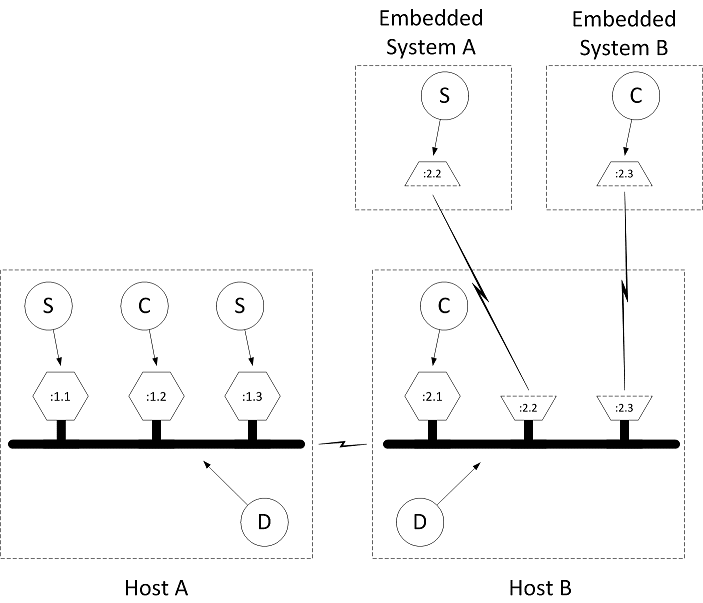 Embedded
System A
Embedded
System B
S
C
:2.2
:2.3
S
C
S
C
:1.1
:1.2
:1.3
:2.1
:2.2
:2.3
D
D
Host A
Host B